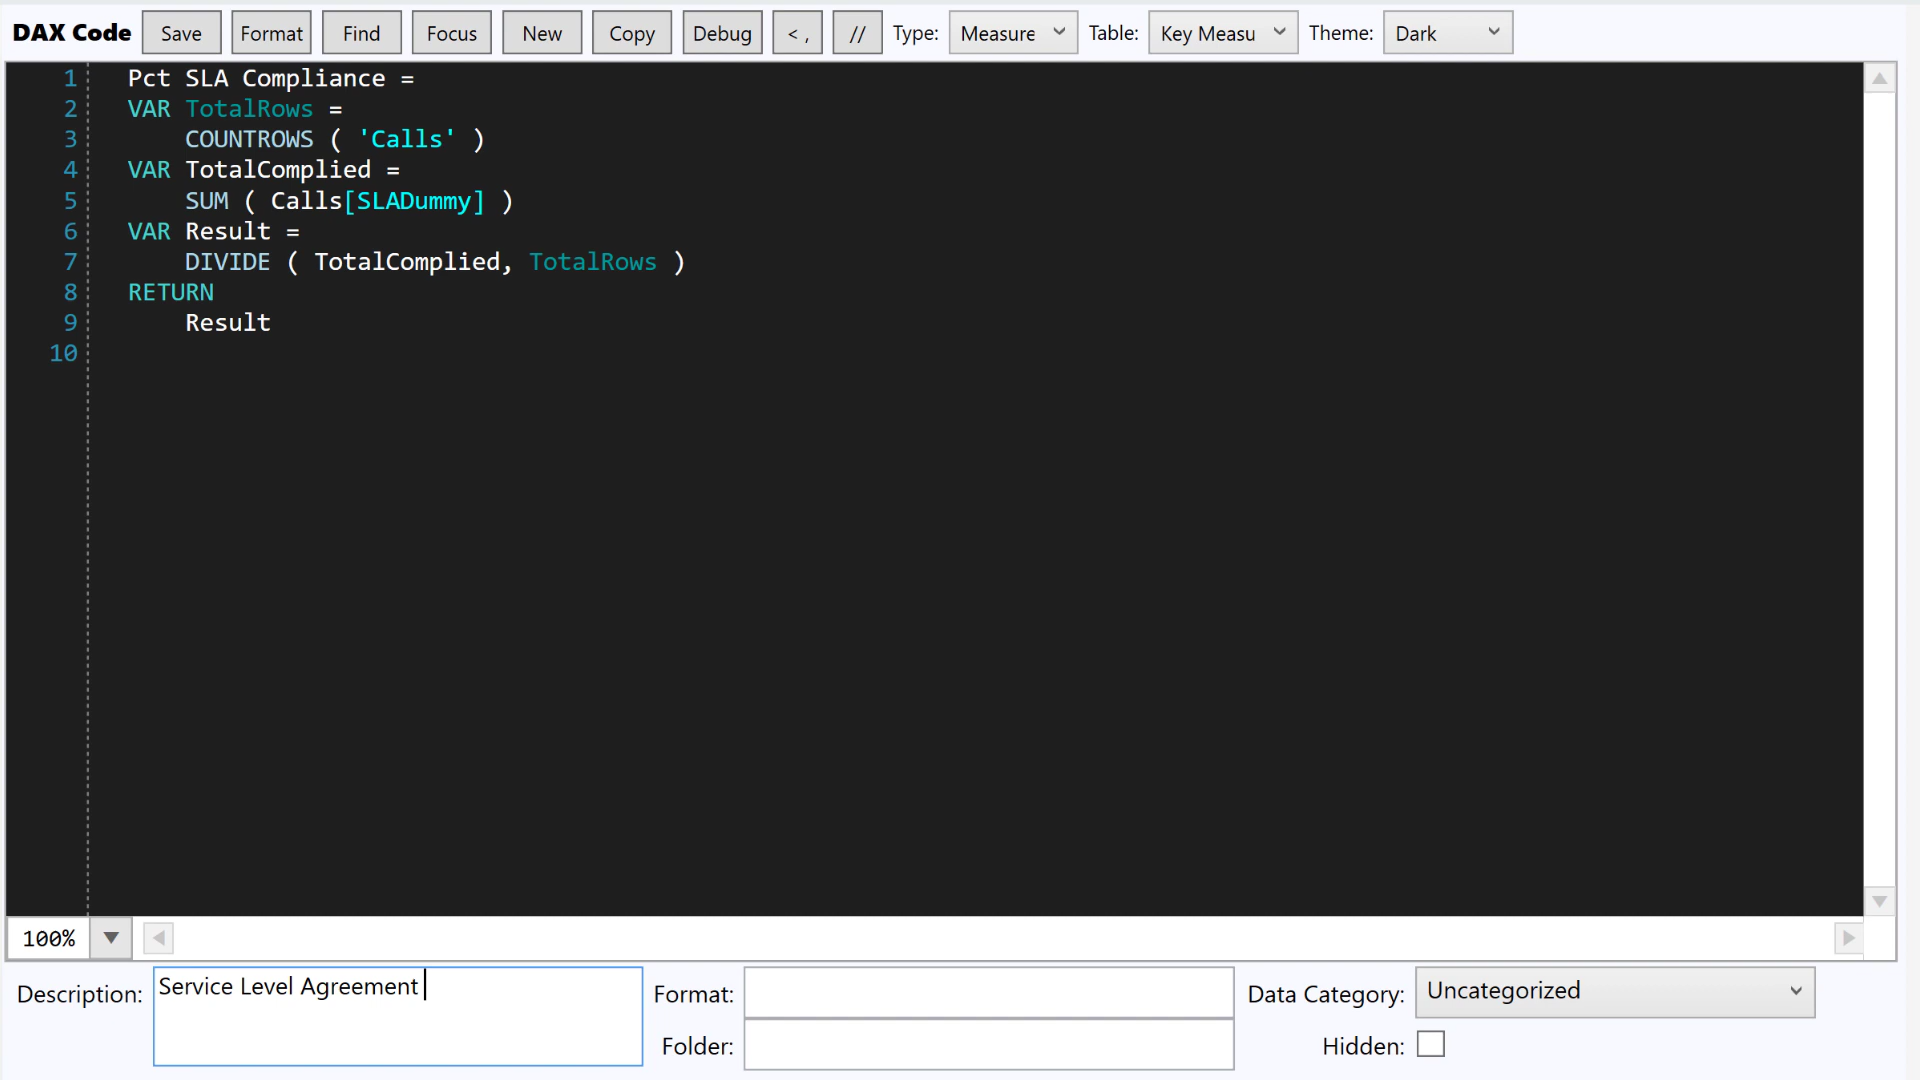 DAX Code Save Format Find Focus New Copy Debug < , // Type: Measure Table: Key Measu Theme: Dark
1 Pct SLA Compliance =
2 VAR TotalRows =
3 COUNTROWS ( 'Calls' )
4 VAR TotalComplied =
5 SUM ( Calls[SLADummy] )
6 VAR Result =
7 DIVIDE ( TotalComplied, TotalRows )
8 RETURN
9 Result
10
100%
Description: Service Level Agreement Format: Data Category: Uncategorized
Folder: Hidden: